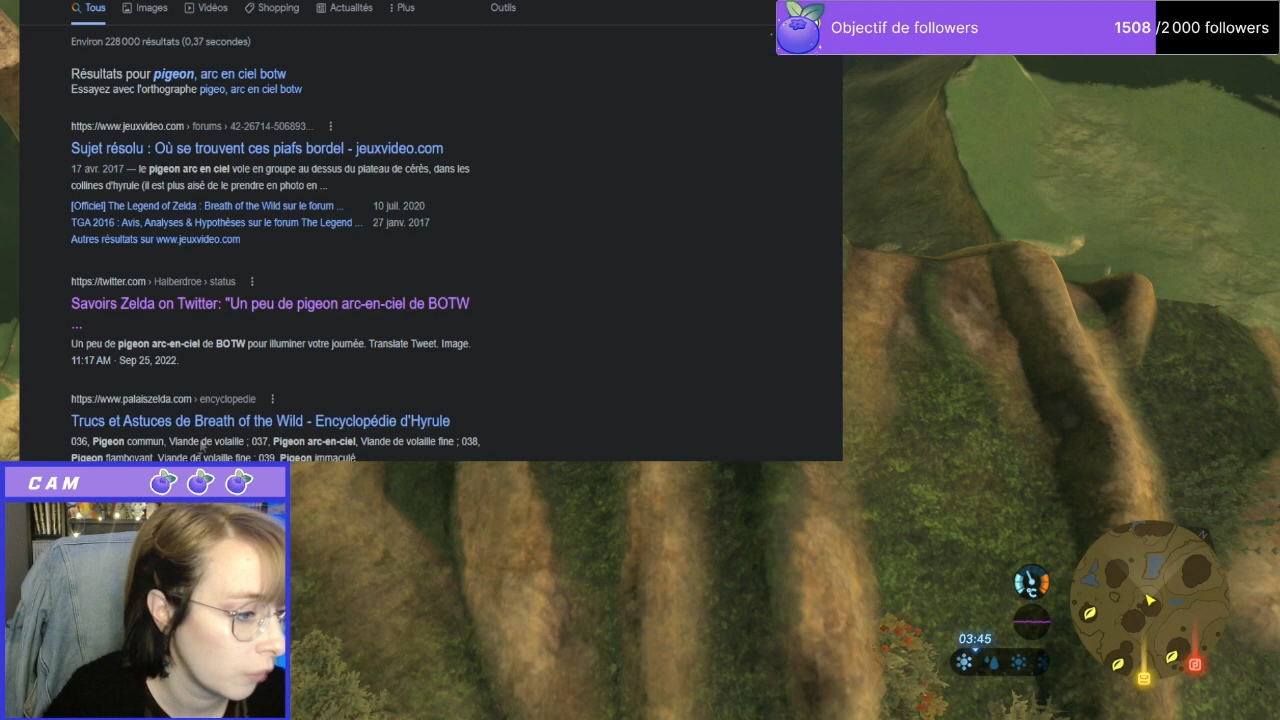 Tous Images Vidéos Shopping Actualités Plus Outils
Objectif de followers 1508 /2 000 followers
Environ 228 000 résultats (0,37 secondes)
Résultats pour pigeon, arc en ciel botw
Essayez avec l'orthographe pigeo, arc en ciel botw
https://www.jeuxvideo.com › forums › 42-26714-506893...
Sujet résolu : Où se trouvent ces piafs bordel - jeuxvideo.com
17 avr. 2017 — le pigeon arc en ciel vole en groupe au dessus du plateau de cérès, dans les
collines d'hyrule (il est plus aisé de le prendre en photo en ...
[Officiel] The Legend of Zelda : Breath of the Wild sur le forum ... 10 juil. 2020
TGA 2016 : Avis, Analyses & Hypothèses sur le forum The Legend ... 27 janv. 2017
Autres résultats sur www.jeuxvideo.com
https://twitter.com › Halberdroe › status
Savoirs Zelda on Twitter: "Un peu de pigeon arc-en-ciel de BOTW
...
Un peu de pigeon arc-en-ciel de BOTW pour illuminer votre journée. Translate Tweet. Image.
11:17 AM · Sep 25, 2022.
https://www.palaiszelda.com › encyclopedie
Trucs et Astuces de Breath of the Wild - Encyclopédie d'Hyrule
036, Pigeon commun, Viande de volaille ; 037, Pigeon arc-en-ciel, Viande de volaille fine ; 038,
Pigeon flamboyant, Viande de volaille fine ; 039, Pigeon immaculé
CAM
N
°C
03:45